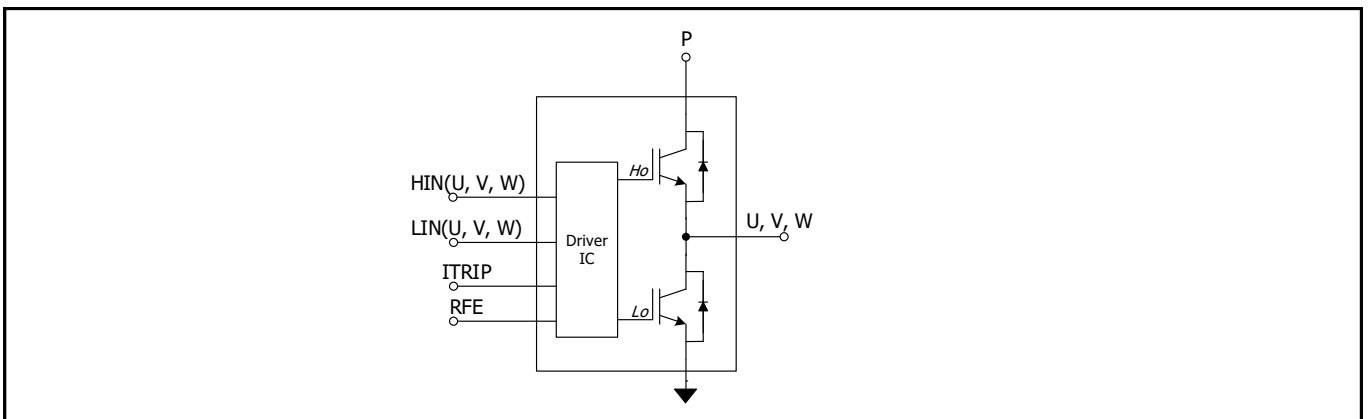 P
HIN(U, V, W)
Ho
U, V, W
LIN(U, V, W)
Driver
IC
ITRIP
RFE
Lo